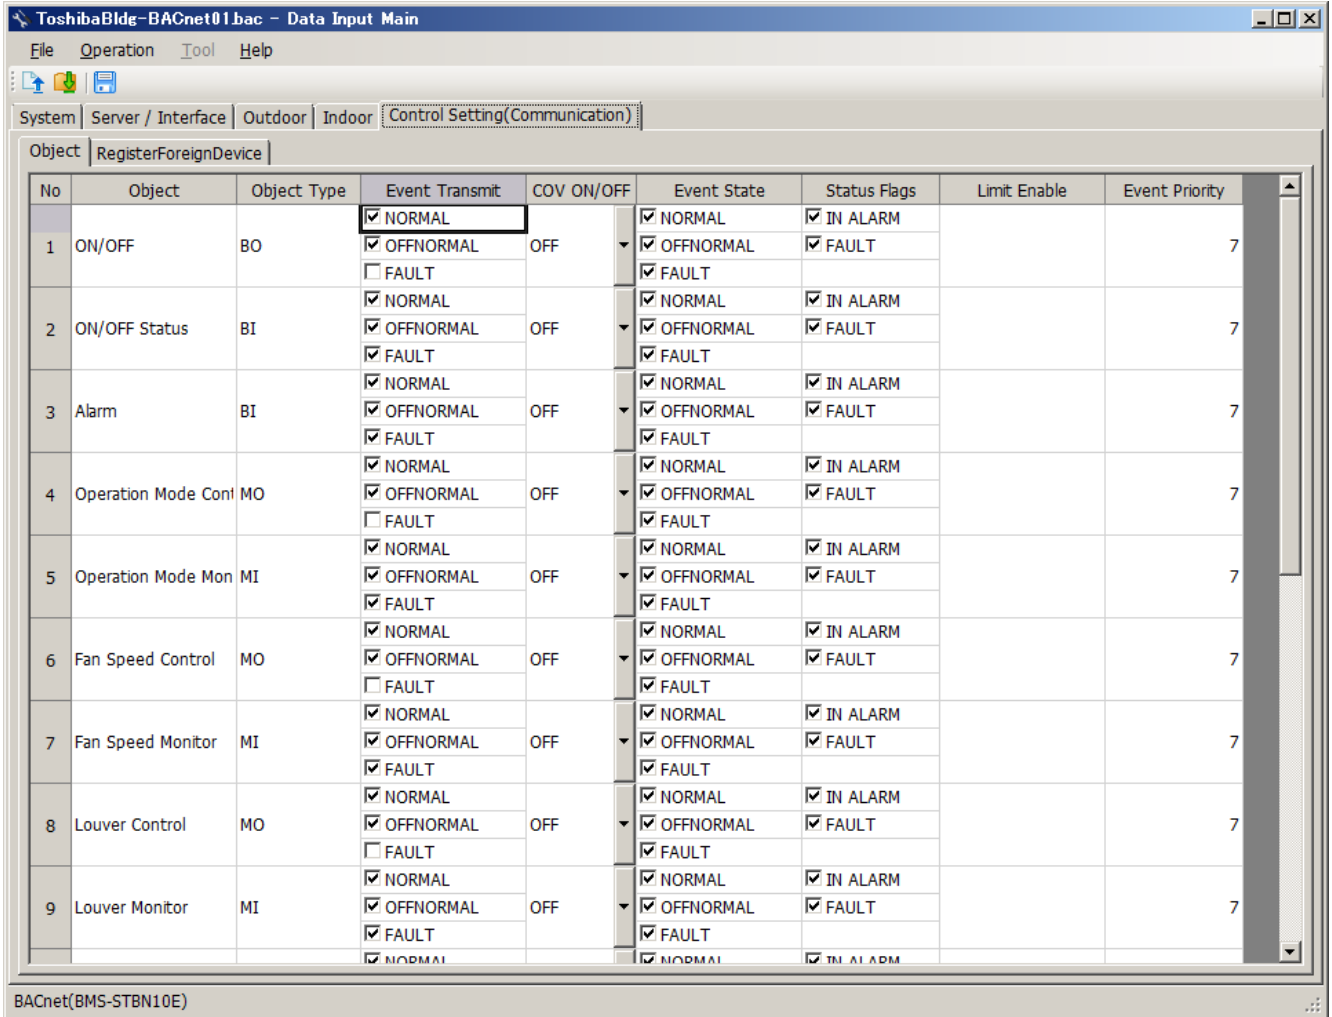 ToshibaBldg-BACnet01.bac - Data Input Main
File Operation Tool Help
System Server / Interface Outdoor Indoor Control Setting(Communication)
Object RegisterForeignDevice
No Object Object Type Event Transmit COV ON/OFF Event State Status Flags Limit Enable Event Priority
NORMAL NORMAL IN ALARM
1 ON/OFF BO OFFNORMAL OFF OFFNORMAL FAULT 7
FAULT FAULT
NORMAL NORMAL IN ALARM
2 ON/OFF Status BI OFFNORMAL OFF OFFNORMAL FAULT 7
FAULT FAULT
NORMAL NORMAL IN ALARM
3 Alarm BI OFFNORMAL OFF OFFNORMAL FAULT 7
FAULT FAULT
NORMAL NORMAL IN ALARM
4 Operation Mode Cont MO OFFNORMAL OFF OFFNORMAL FAULT 7
FAULT FAULT
NORMAL NORMAL IN ALARM
5 Operation Mode Mon MI OFFNORMAL OFF OFFNORMAL FAULT 7
FAULT FAULT
NORMAL NORMAL IN ALARM
6 Fan Speed Control MO OFFNORMAL OFF OFFNORMAL FAULT 7
FAULT FAULT
NORMAL NORMAL IN ALARM
7 Fan Speed Monitor MI OFFNORMAL OFF OFFNORMAL FAULT 7
FAULT FAULT
NORMAL NORMAL IN ALARM
8 Louver Control MO OFFNORMAL OFF OFFNORMAL FAULT 7
FAULT FAULT
NORMAL NORMAL IN ALARM
9 Louver Monitor MI OFFNORMAL OFF OFFNORMAL FAULT 7
FAULT FAULT
NORMAL NORMAL IN ALARM
BACnet(BMS-STBN10E)